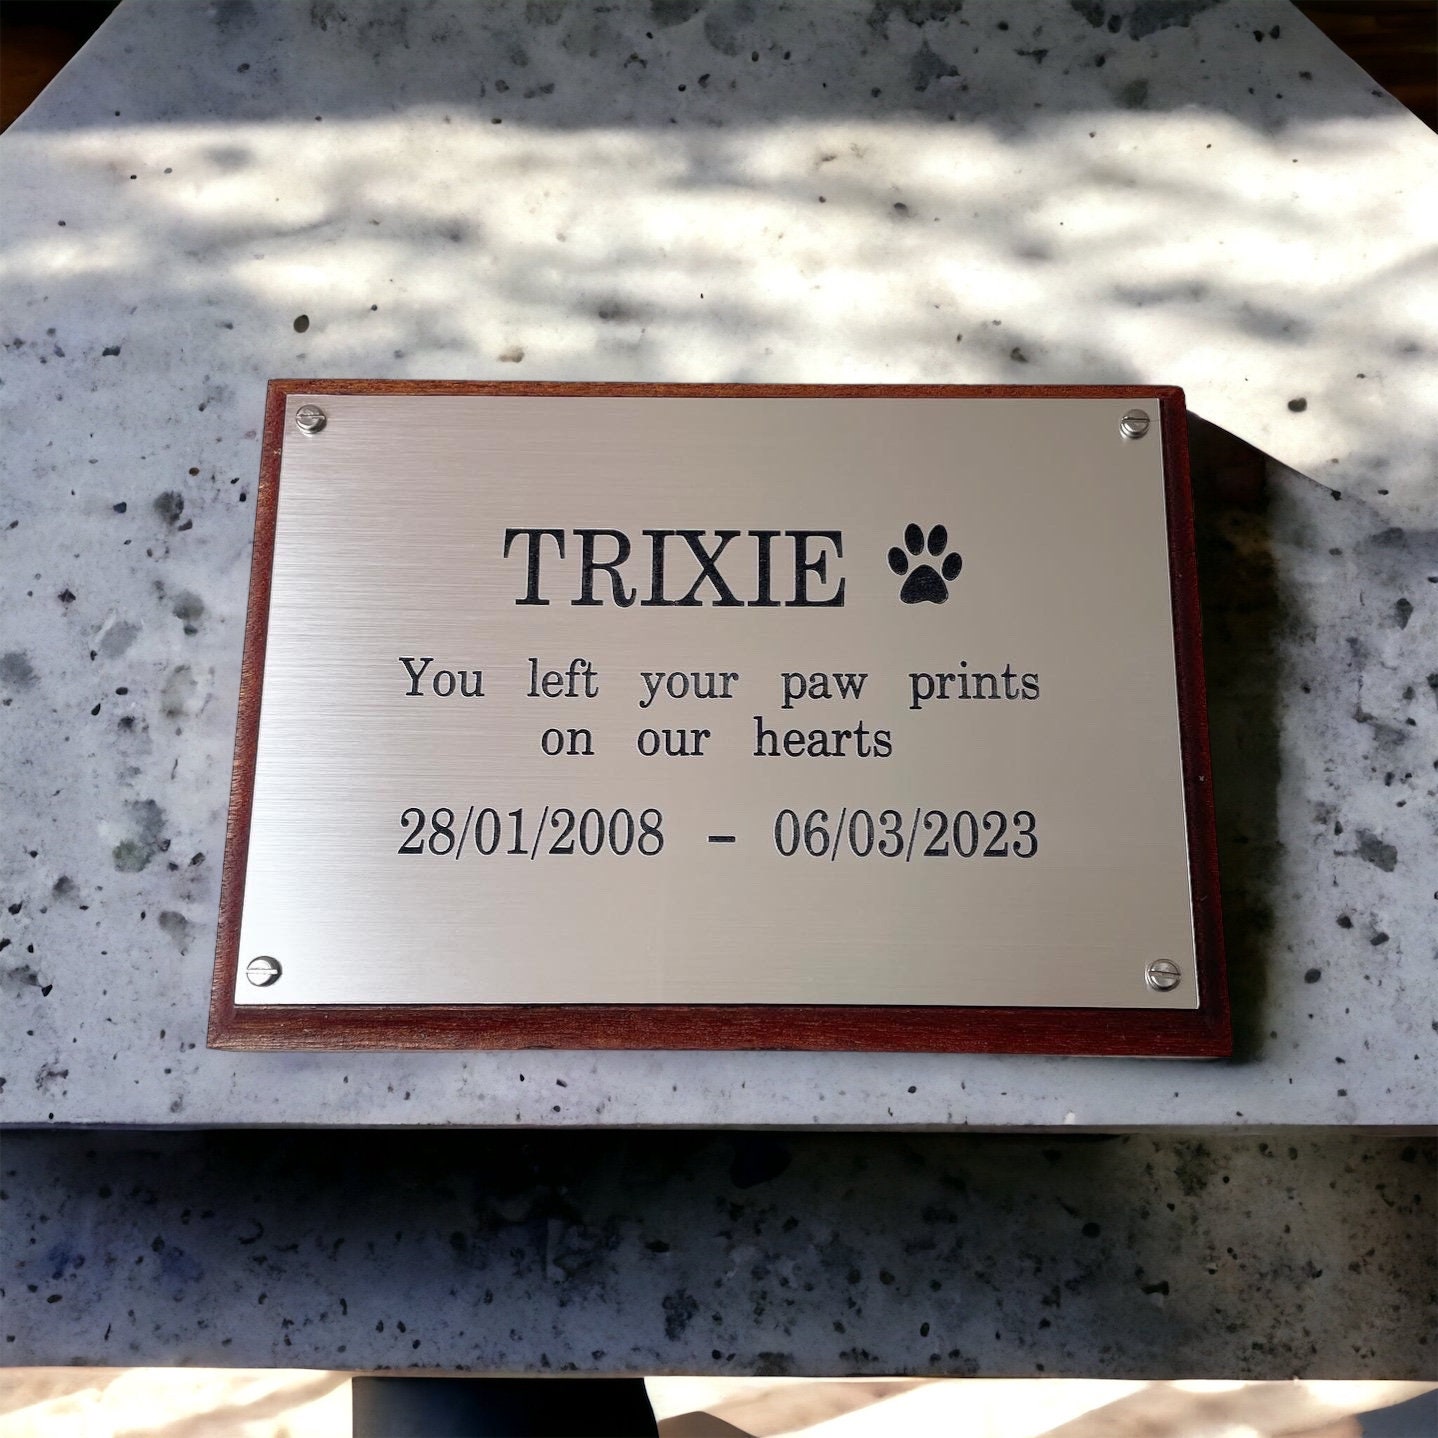 TRIXIE
You left your paw prints
on our hearts
28/01/2008 - 06/03/2023